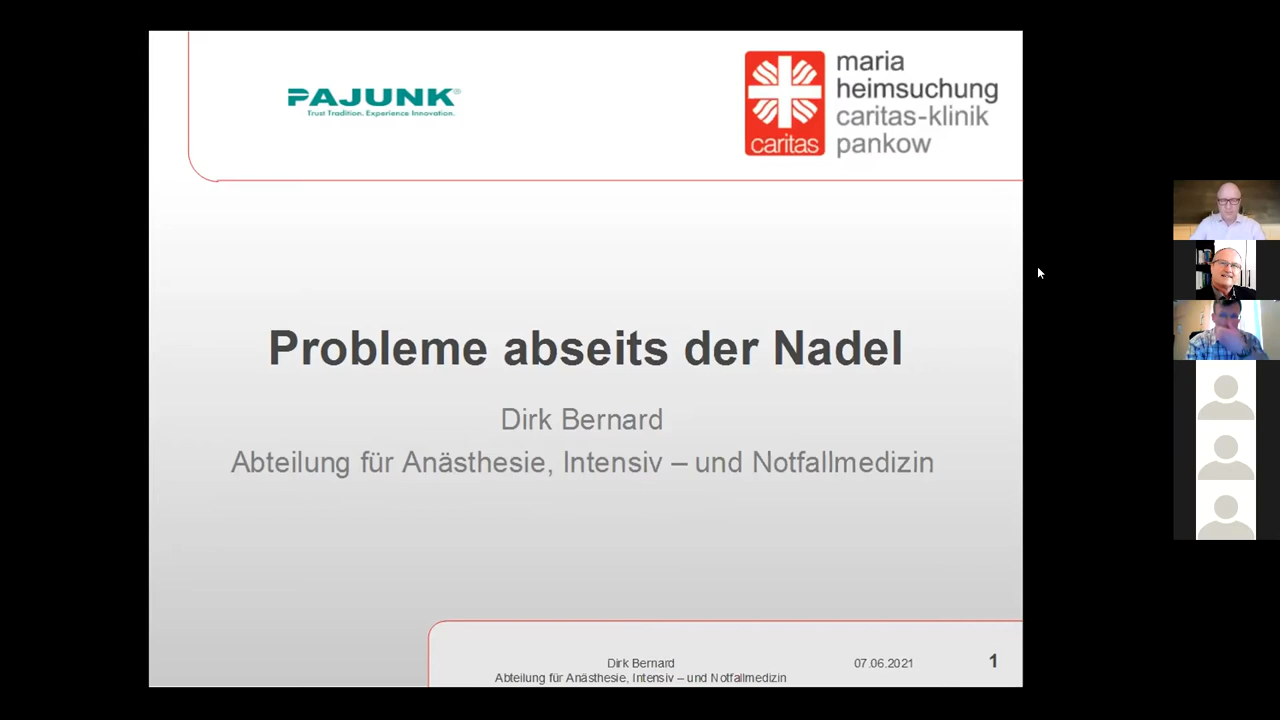 PAJUNK®
Trust Tradition. Experience Innovation.
caritas
maria
heimsuchung
caritas-klinik
pankow
Probleme abseits der Nadel
Dirk Bernard
Abteilung für Anästhesie, Intensiv – und Notfallmedizin
Dirk Bernard
Abteilung für Anästhesie, Intensiv – und Notfallmedizin
07.06.2021
1